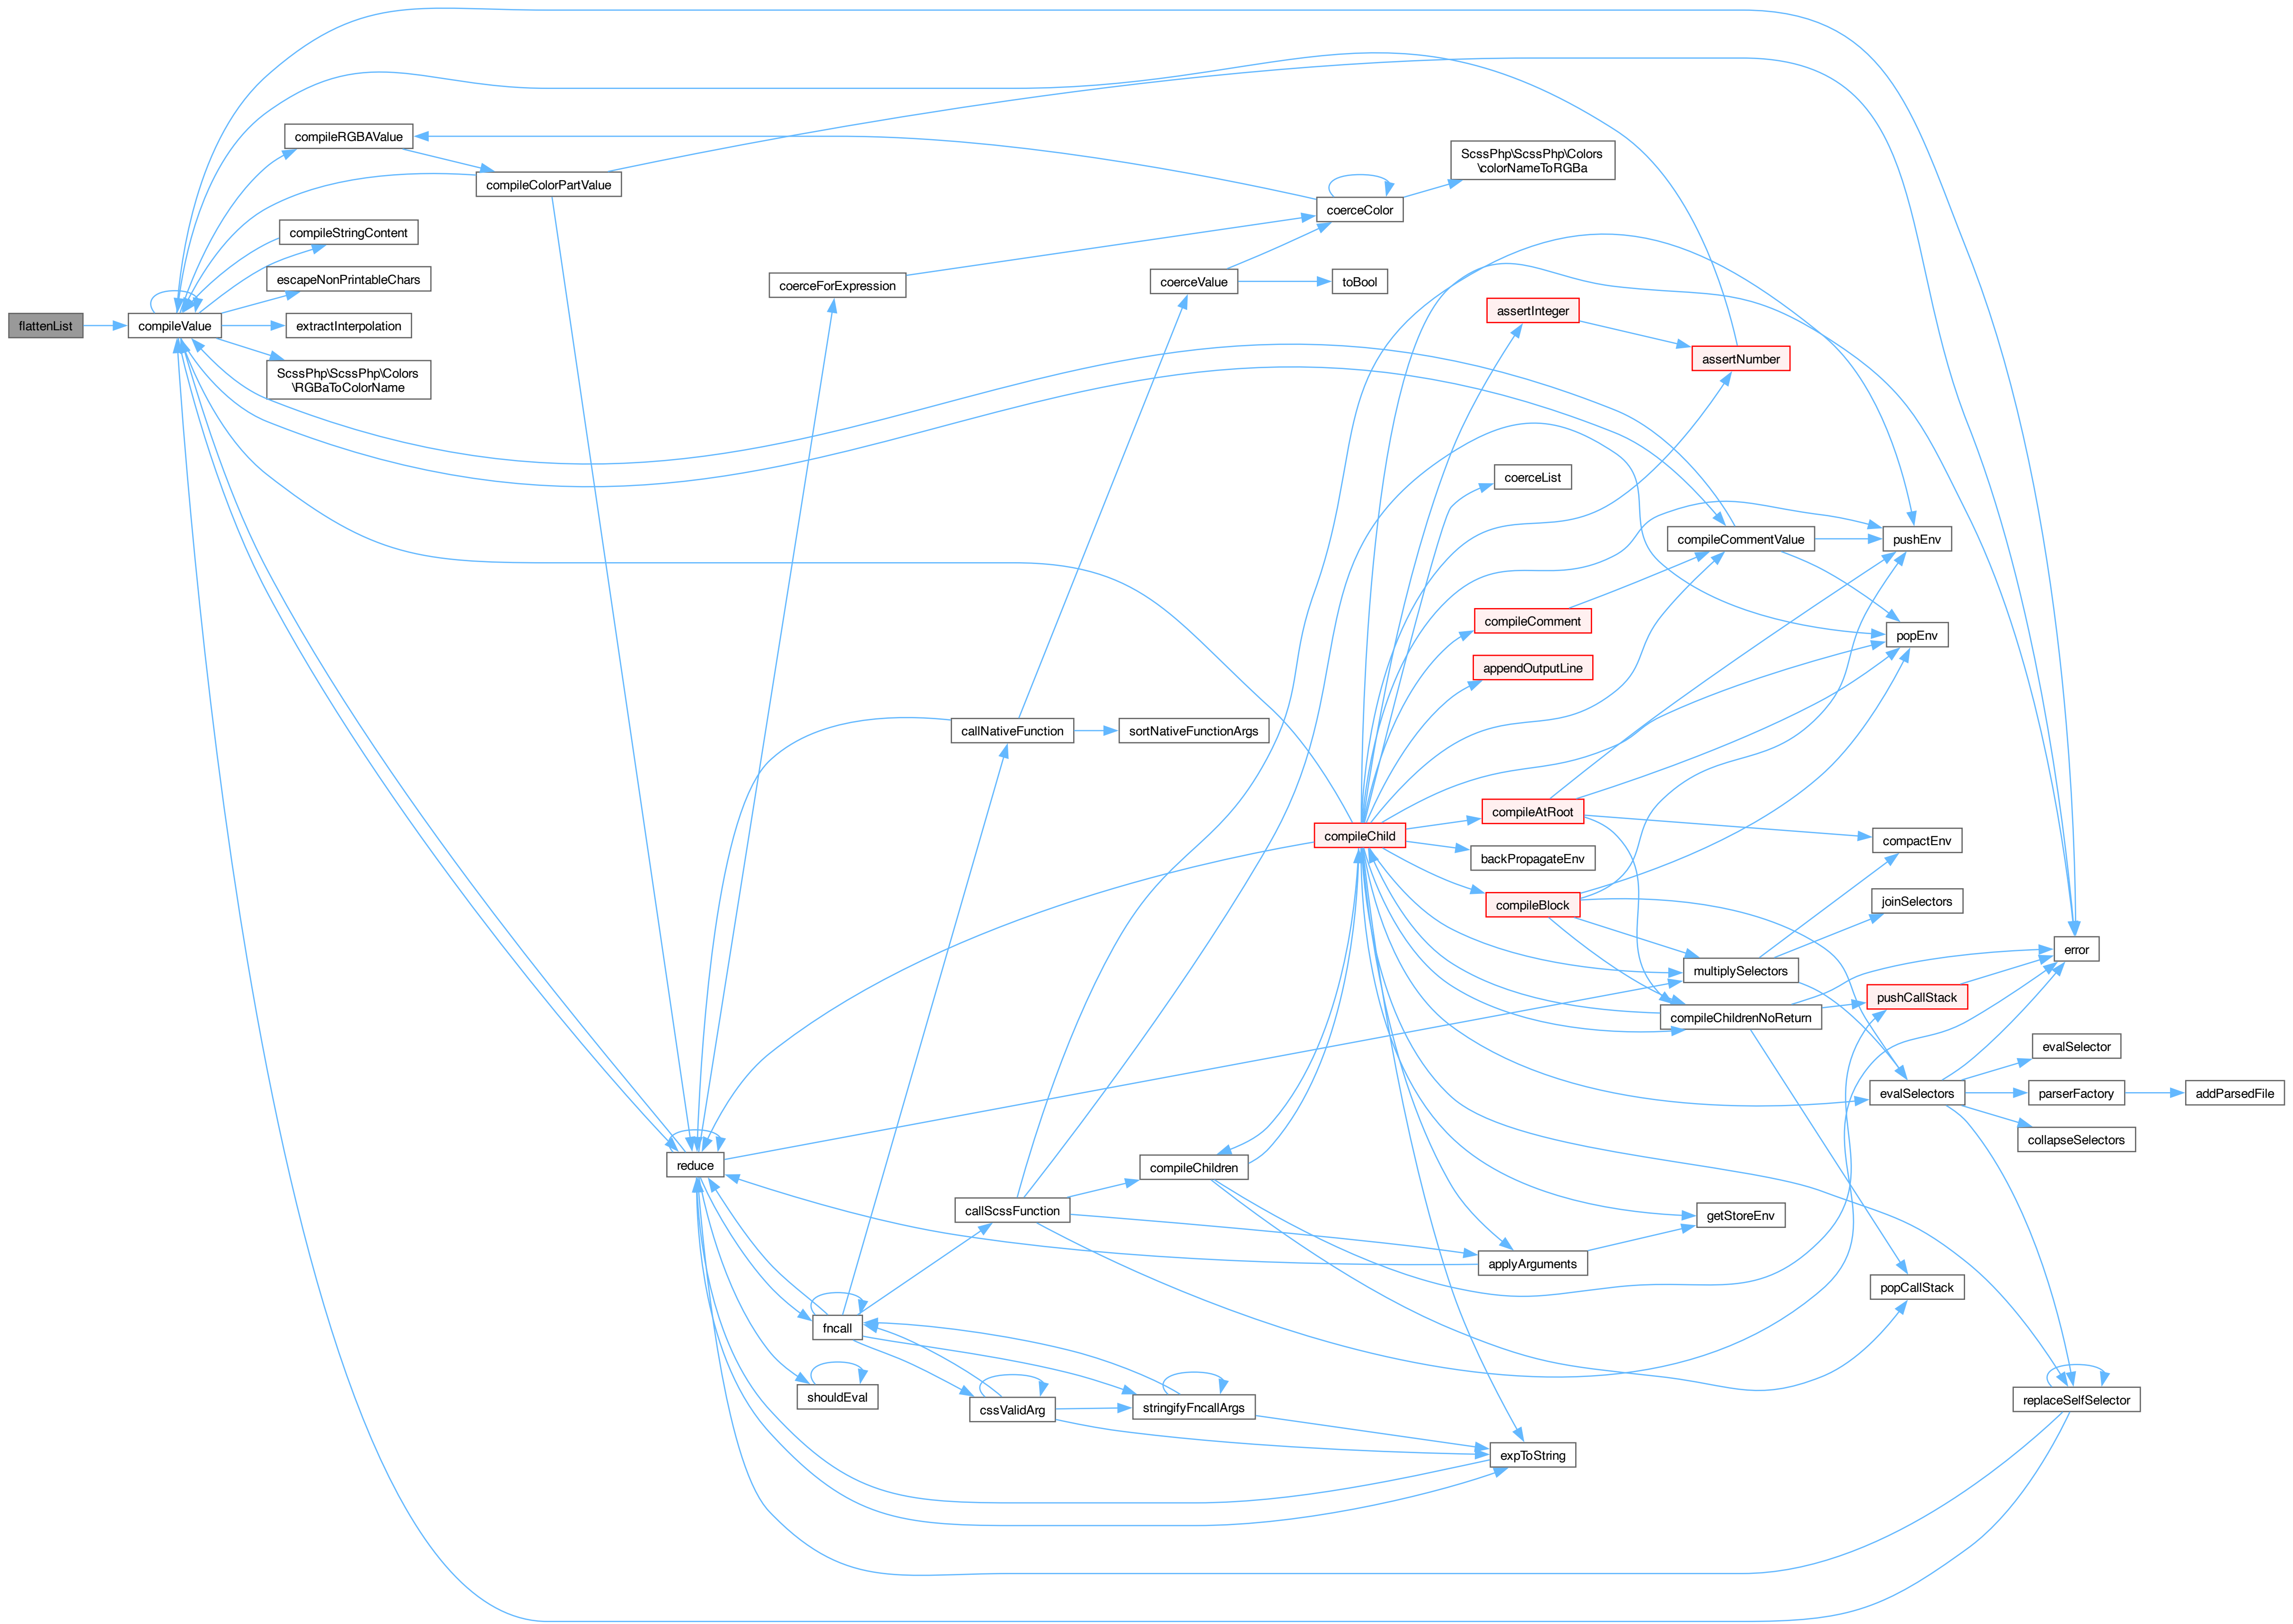 flattenList
compileValue
compileRGBAValue
compileStringContent
escapeNonPrintableChars
extractInterpolation
ScssPhp\ScssPhp\Colors
\RGBaToColorName
compileColorPartValue
reduce
coerceForExpression
fncall
shouldEval
callNativeFunction
callScssFunction
cssValidArg
coerceValue
sortNativeFunctionArgs
compileChildren
stringifyFncallArgs
coerceColor
toBool
compileChild
ScssPhp\ScssPhp\Colors
\colorNameToRGBa
assertInteger
coerceList
compileComment
appendOutputLine
compileAtRoot
backPropagateEnv
compileBlock
applyArguments
expToString
assertNumber
compileCommentValue
multiplySelectors
compileChildrenNoReturn
getStoreEnv
pushEnv
popEnv
compactEnv
joinSelectors
pushCallStack
evalSelectors
popCallStack
error
evalSelector
parserFactory
collapseSelectors
replaceSelfSelector
addParsedFile